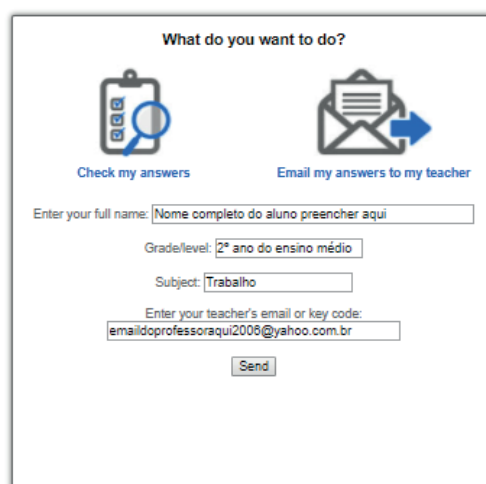 What do you want to do?
Check my answers Email my answers to my teacher
Enter your full name: Nome completo do aluno preencher aqui
Grade/level: 2º ano do ensino médio
Subject: Trabalho
Enter your teacher's email or key code:
emaildoprofessoraqui2006@yahoo.com.br
Send